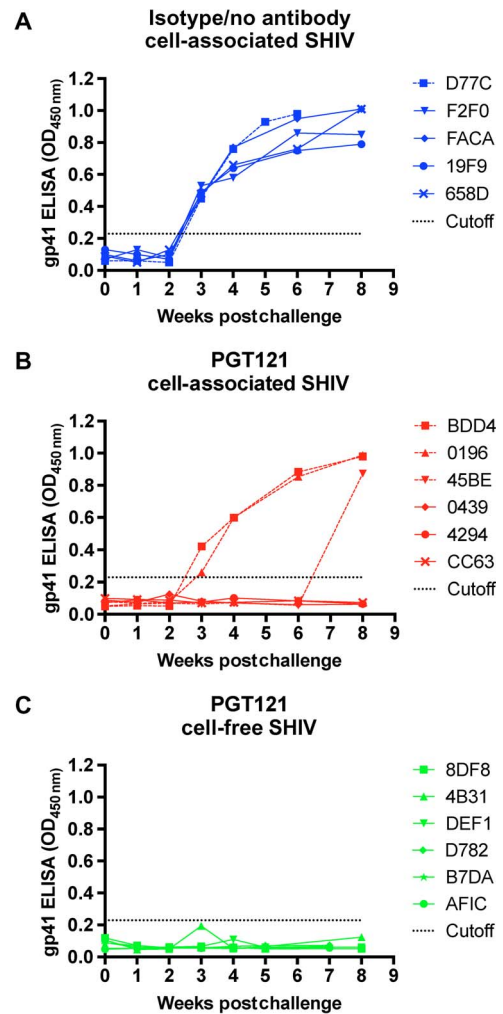 A
Isotype/no antibody
cell-associated SHIV
gp41 ELISA (OD450 nm)
1.2
1.0
0.8
0.6
0.4
0.2
0.0
0 1 2 3 4 5 6 7 8 9
Weeks postchallenge
D77C
F2F0
FACA
19F9
658D
Cutoff
B
PGT121
cell-associated SHIV
gp41 ELISA (OD450 nm)
1.2
1.0
0.8
0.6
0.4
0.2
0.0
0 1 2 3 4 5 6 7 8 9
Weeks postchallenge
BDD4
0196
45BE
0439
4294
CC63
Cutoff
C
PGT121
cell-free SHIV
gp41 ELISA (OD450 nm)
1.2
1.0
0.8
0.6
0.4
0.2
0.0
0 1 2 3 4 5 6 7 8 9
Weeks postchallenge
8DF8
4B31
DEF1
D782
B7DA
AFIC
Cutoff